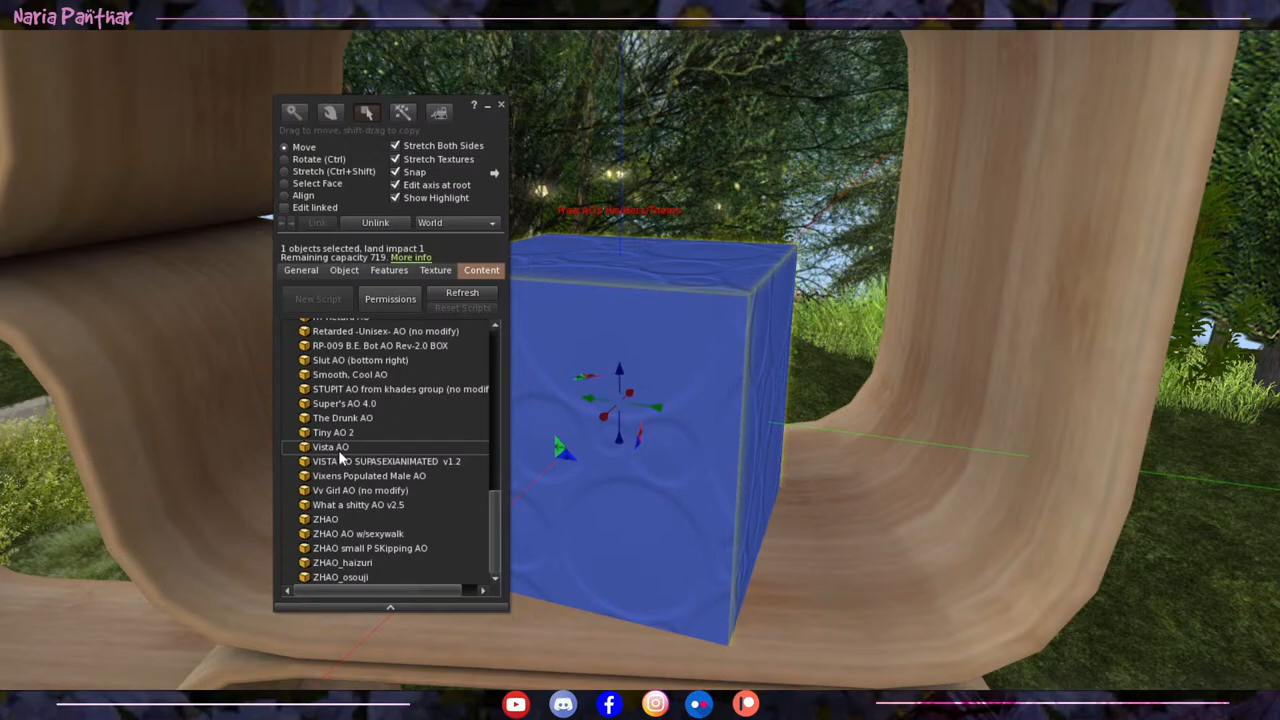 Naria Panthar
?
Drag to move, shift-drag to copy
Move
Rotate (Ctrl)
Stretch (Ctrl+Shift)
Select Face
Align
Edit linked
Stretch Both Sides
Stretch Textures
Snap
Edit axis at root
Show Highlight
Link
Unlink
World
1 objects selected, land impact 1
Remaining capacity 719. More info
General
Object
Features
Texture
Content
New Script
Permissions
Refresh
Reset Scripts
Retarded -Unisex- AO (no modify)
RP-009 B.E. Bot AO Rev-2.0 BOX
Slut AO (bottom right)
Smooth, Cool AO
STUPIT AO from khades group (no modif
Super's AO 4.0
The Drunk AO
Tiny AO 2
Vista AO
VISTA AO SUPASEXIANIMATED v1.2
Vixens Populated Male AO
Vv Girl AO (no modify)
What a shitty AO v2.5
ZHAO
ZHAO AO w/sexywalk
ZHAO small P SKipping AO
ZHAO_haizuri
ZHAO_osouji